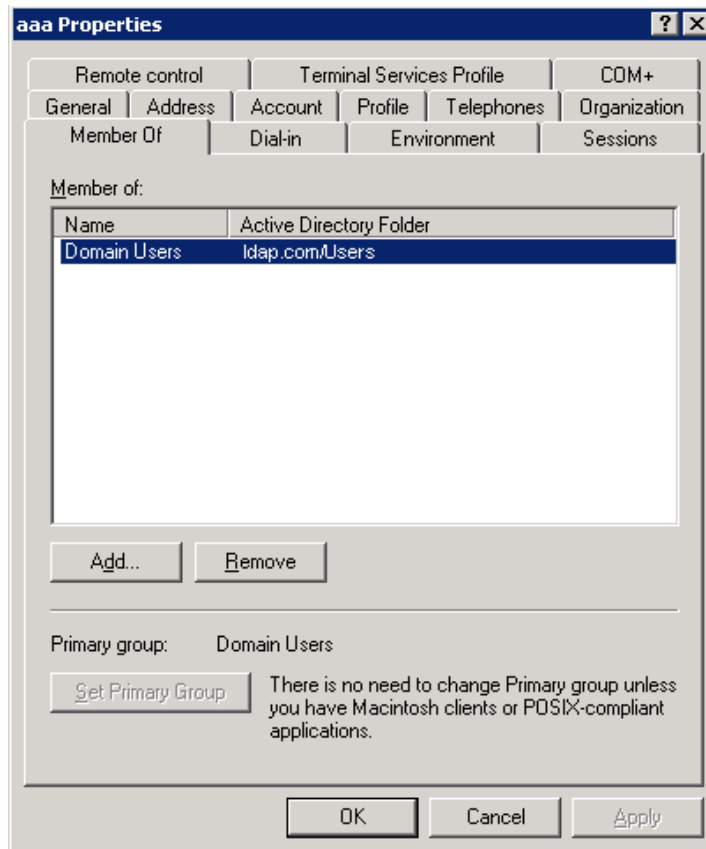 aaa Properties
Remote control Terminal Services Profile COM+
General Address Account Profile Telephones Organization
Member Of Dial-in Environment Sessions
Member of:
Name Active Directory Folder
Domain Users ldap.com/Users
Add... Remove
Primary group: Domain Users
Set Primary Group
There is no need to change Primary group unless
you have Macintosh clients or POSIX-compliant
applications.
OK Cancel Apply